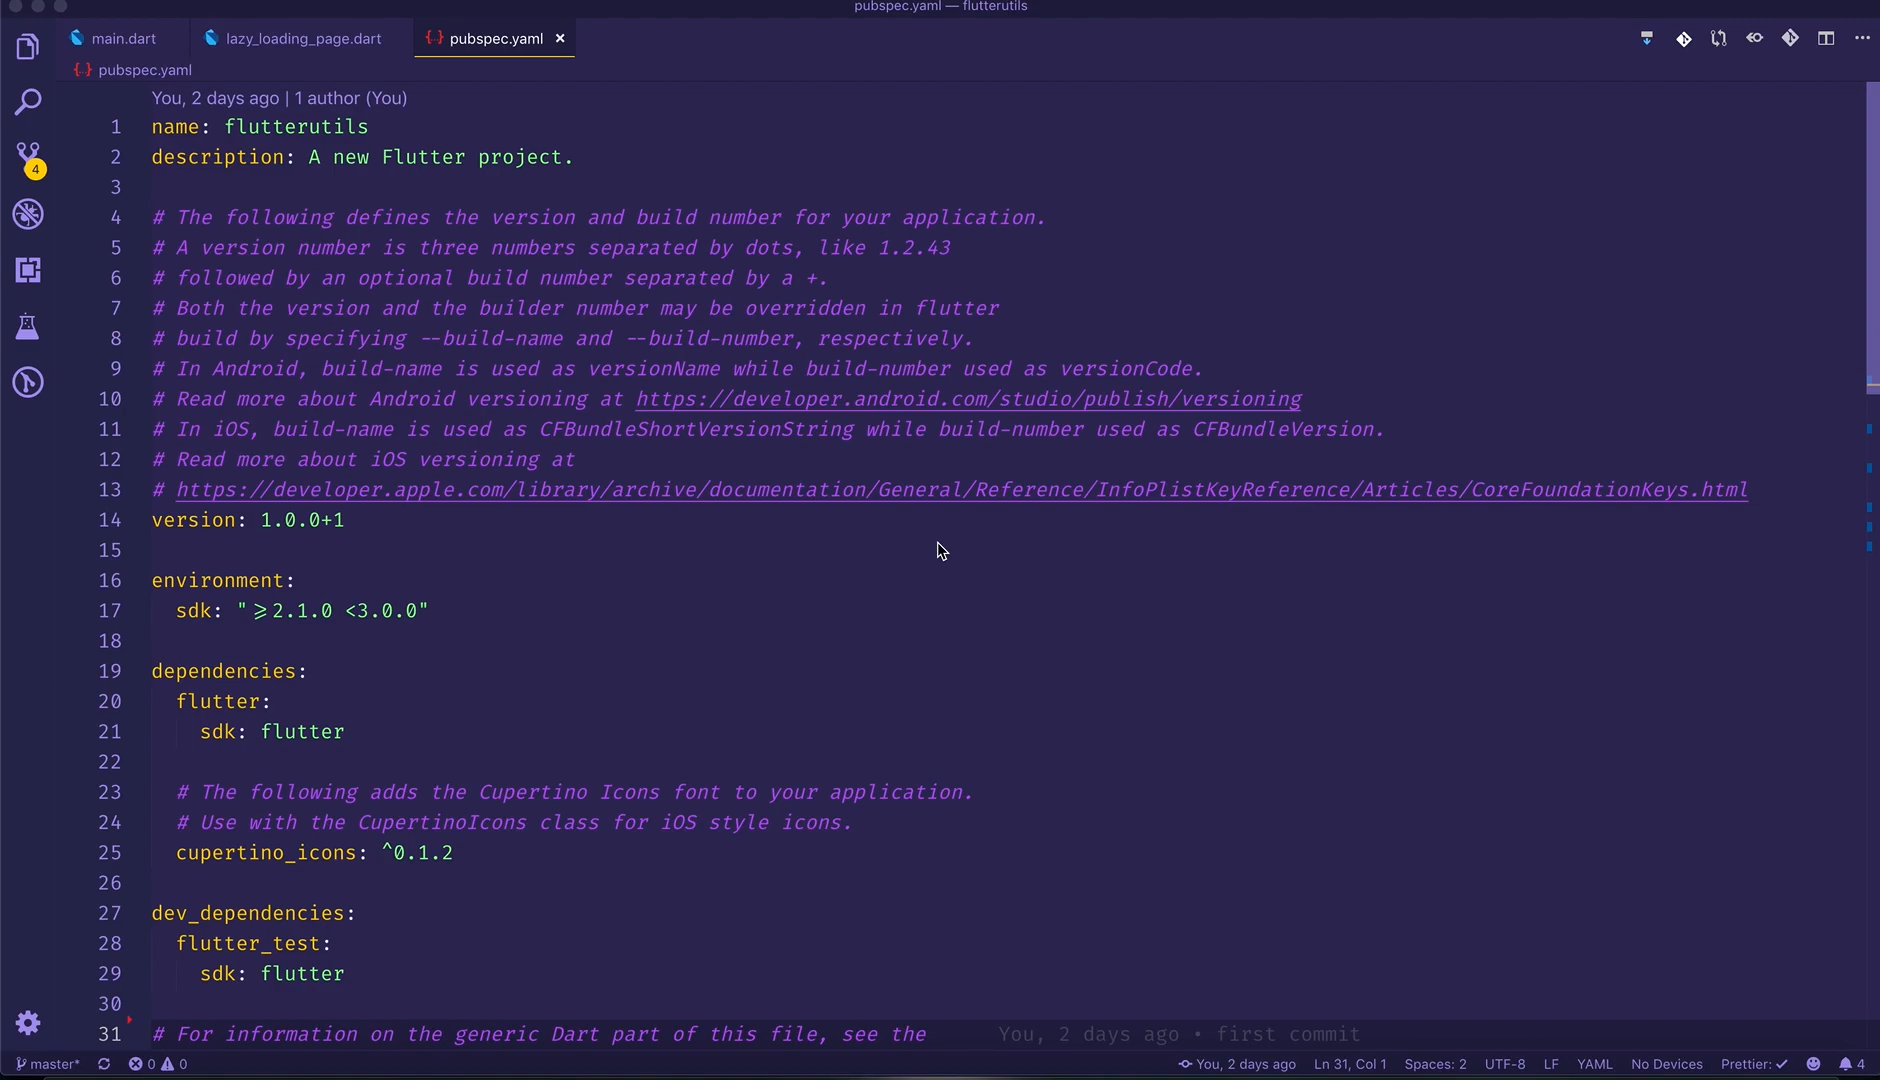 pubspec.yaml — flutterutils
main.dart
lazy_loading_page.dart
{..} pubspec.yaml ×
{..} pubspec.yaml
You, 2 days ago | 1 author (You)
1 name: flutterutils
2 description: A new Flutter project.
3
4 # The following defines the version and build number for your application.
5 # A version number is three numbers separated by dots, like 1.2.43
6 # followed by an optional build number separated by a +.
7 # Both the version and the builder number may be overridden in flutter
8 # build by specifying --build-name and --build-number, respectively.
9 # In Android, build-name is used as versionName while build-number used as versionCode.
10 # Read more about Android versioning at https://developer.android.com/studio/publish/versioning
11 # In iOS, build-name is used as CFBundleShortVersionString while build-number used as CFBundleVersion.
12 # Read more about iOS versioning at
13 # https://developer.apple.com/library/archive/documentation/General/Reference/InfoPlistKeyReference/Articles/CoreFoundationKeys.html
14 version: 1.0.0+1
15
16 environment:
17 sdk: ">=2.1.0 <3.0.0"
18
19 dependencies:
20 flutter:
21 sdk: flutter
22
23 # The following adds the Cupertino Icons font to your application.
24 # Use with the CupertinoIcons class for iOS style icons.
25 cupertino_icons: ^0.1.2
26
27 dev_dependencies:
28 flutter_test:
29 sdk: flutter
30
31 # For information on the generic Dart part of this file, see the You, 2 days ago • first commit
4
master* 0 0 You, 2 days ago Ln 31, Col 1 Spaces: 2 UTF-8 LF YAML No Devices Prettier: ✓ 4